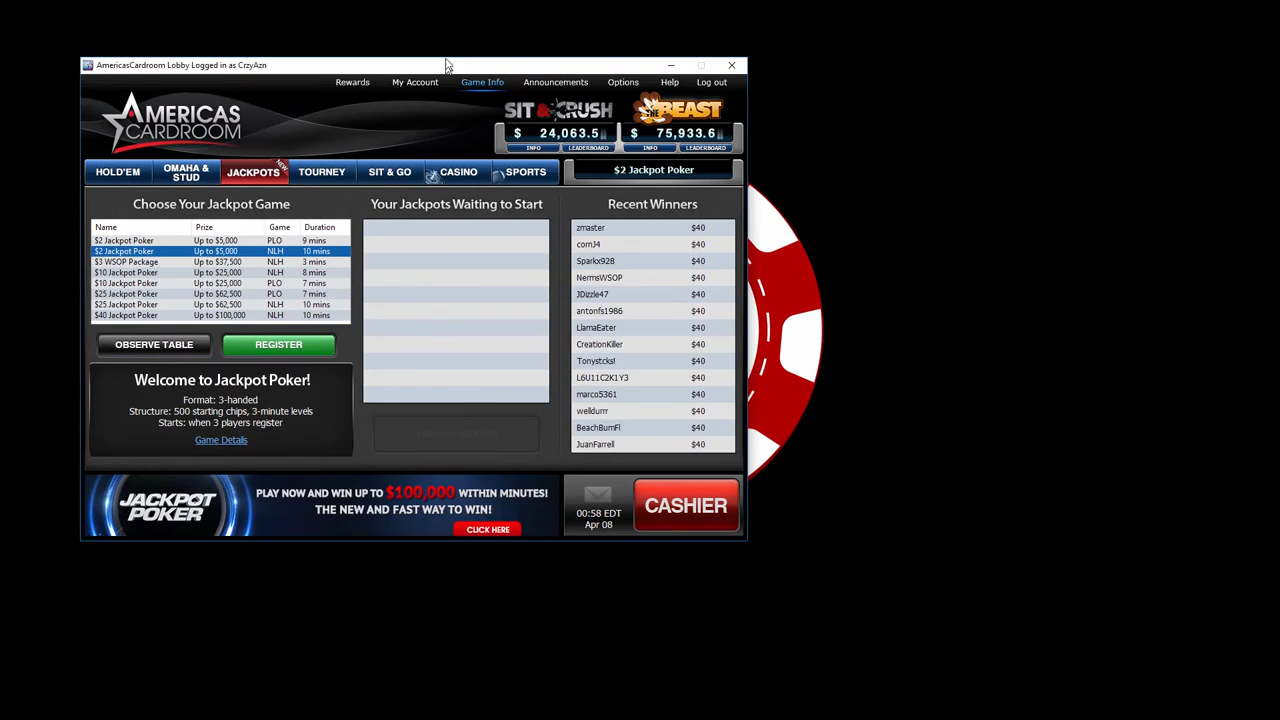 AmericasCardroom Lobby Logged in as CrzyAzn
Rewards My Account Game Info Announcements Options Help Log out
AMERICAS
CARDROOM
SIT & CRUSH THE BEAST
$ 24,063.5 $ 75,933.6
INFO LEADERBOARD INFO LEADERBOARD
HOLD'EM OMAHA & STUD JACKPOTS NEW TOURNEY SIT & GO CASINO SPORTS
$2 Jackpot Poker
Choose Your Jackpot Game
Name Prize Game Duration
$2 Jackpot Poker Up to $5,000 PLO 9 mins
$2 Jackpot Poker Up to $5,000 NLH 10 mins
$3 WSOP Package Up to $37,500 NLH 3 mins
$10 Jackpot Poker Up to $25,000 NLH 8 mins
$10 Jackpot Poker Up to $25,000 PLO 7 mins
$25 Jackpot Poker Up to $62,500 PLO 7 mins
$25 Jackpot Poker Up to $62,500 NLH 10 mins
$40 Jackpot Poker Up to $100,000 NLH 10 mins
OBSERVE TABLE REGISTER
Welcome to Jackpot Poker!
Format: 3-handed
Structure: 500 starting chips, 3-minute levels
Starts: when 3 players register
Game Details
Your Jackpots Waiting to Start
Recent Winners
zmaster $40
cornJ4 $40
Sparkx928 $40
NermsWSOP $40
JDizzle47 $40
antonfs1986 $40
LlamaEater $40
CreationKiller $40
Tonystcks! $40
L6U11C2K1Y3 $40
marco5361 $40
welldurrr $40
BeachBumFl $40
JuanFarrell $40
JACKPOT
POKER
PLAY NOW AND WIN UP TO $100,000 WITHIN MINUTES!
THE NEW AND FAST WAY TO WIN!
CLICK HERE
00:58 EDT
Apr 08
CASHIER